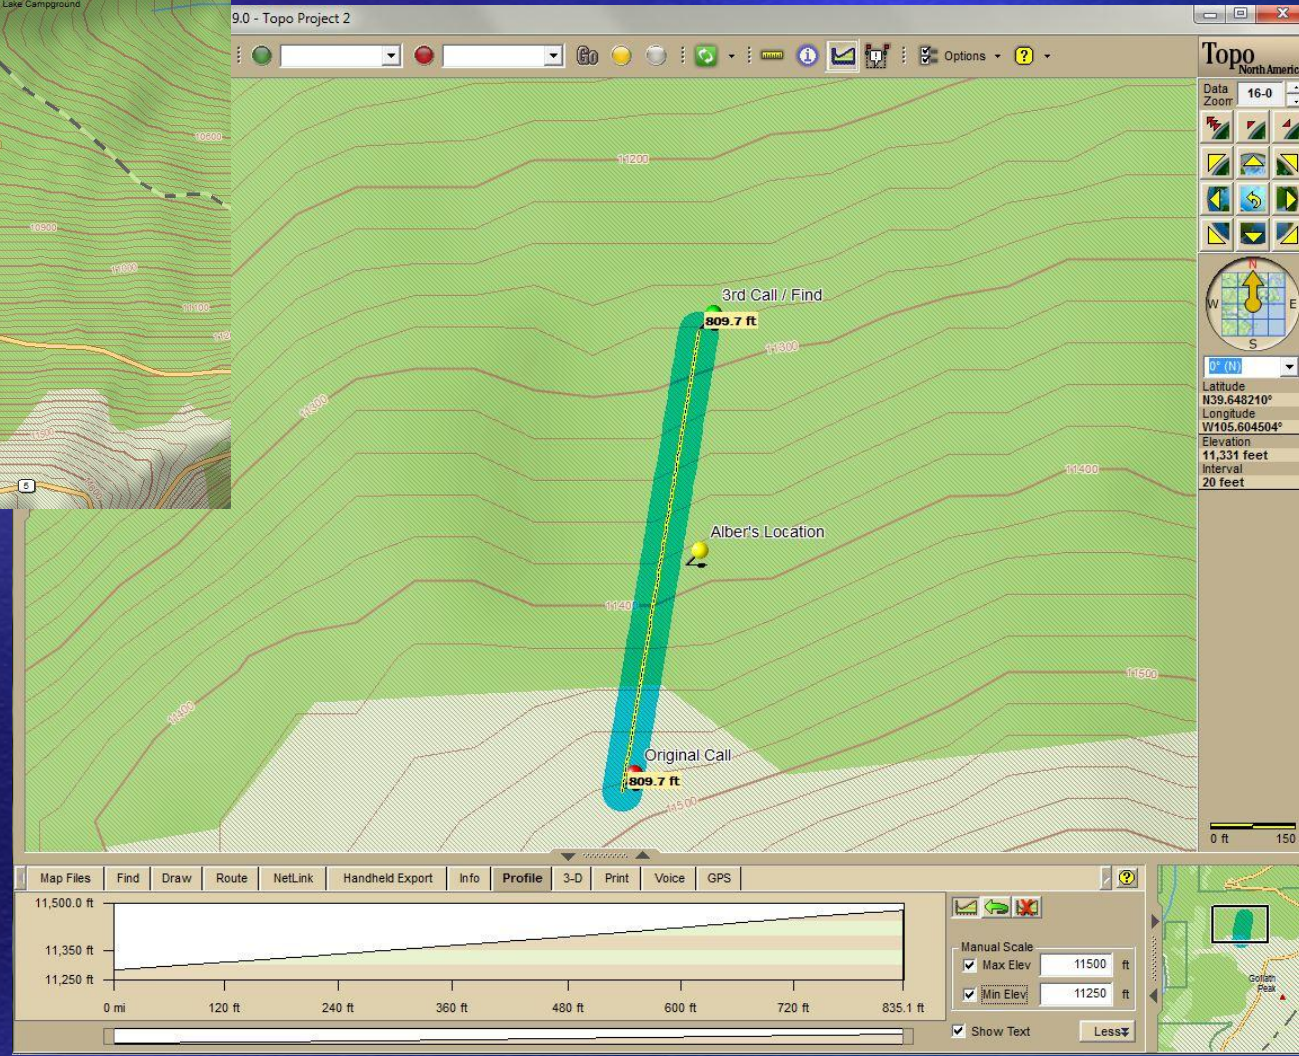 Lake Campground
9.0 - Topo Project 2
Go
Options
Topo
North Americ
Data
Zoom
16-0
N
W
E
S
0° (N)
Latitude
N39.648210°
Longitude
W105.604504°
Elevation
11,331 feet
Interval
20 feet
0 ft 150
10600
10900
11000
11100
112
11500
5
11200
3rd Call / Find
809.7 ft
11300
11300
11400
Alber's Location
1140
11500
11400
Original Call
809.7 ft
11500
Map Files Find Draw Route NetLink Handheld Export Info Profile 3-D Print Voice GPS
11,500.0 ft
11,350 ft
11,250 ft
0 mi 120 ft 240 ft 360 ft 480 ft 600 ft 720 ft 835.1 ft
Manual Scale
Max Elev 11500 ft
Min Elev 11250 ft
Show Text Less
Goliath
Peak